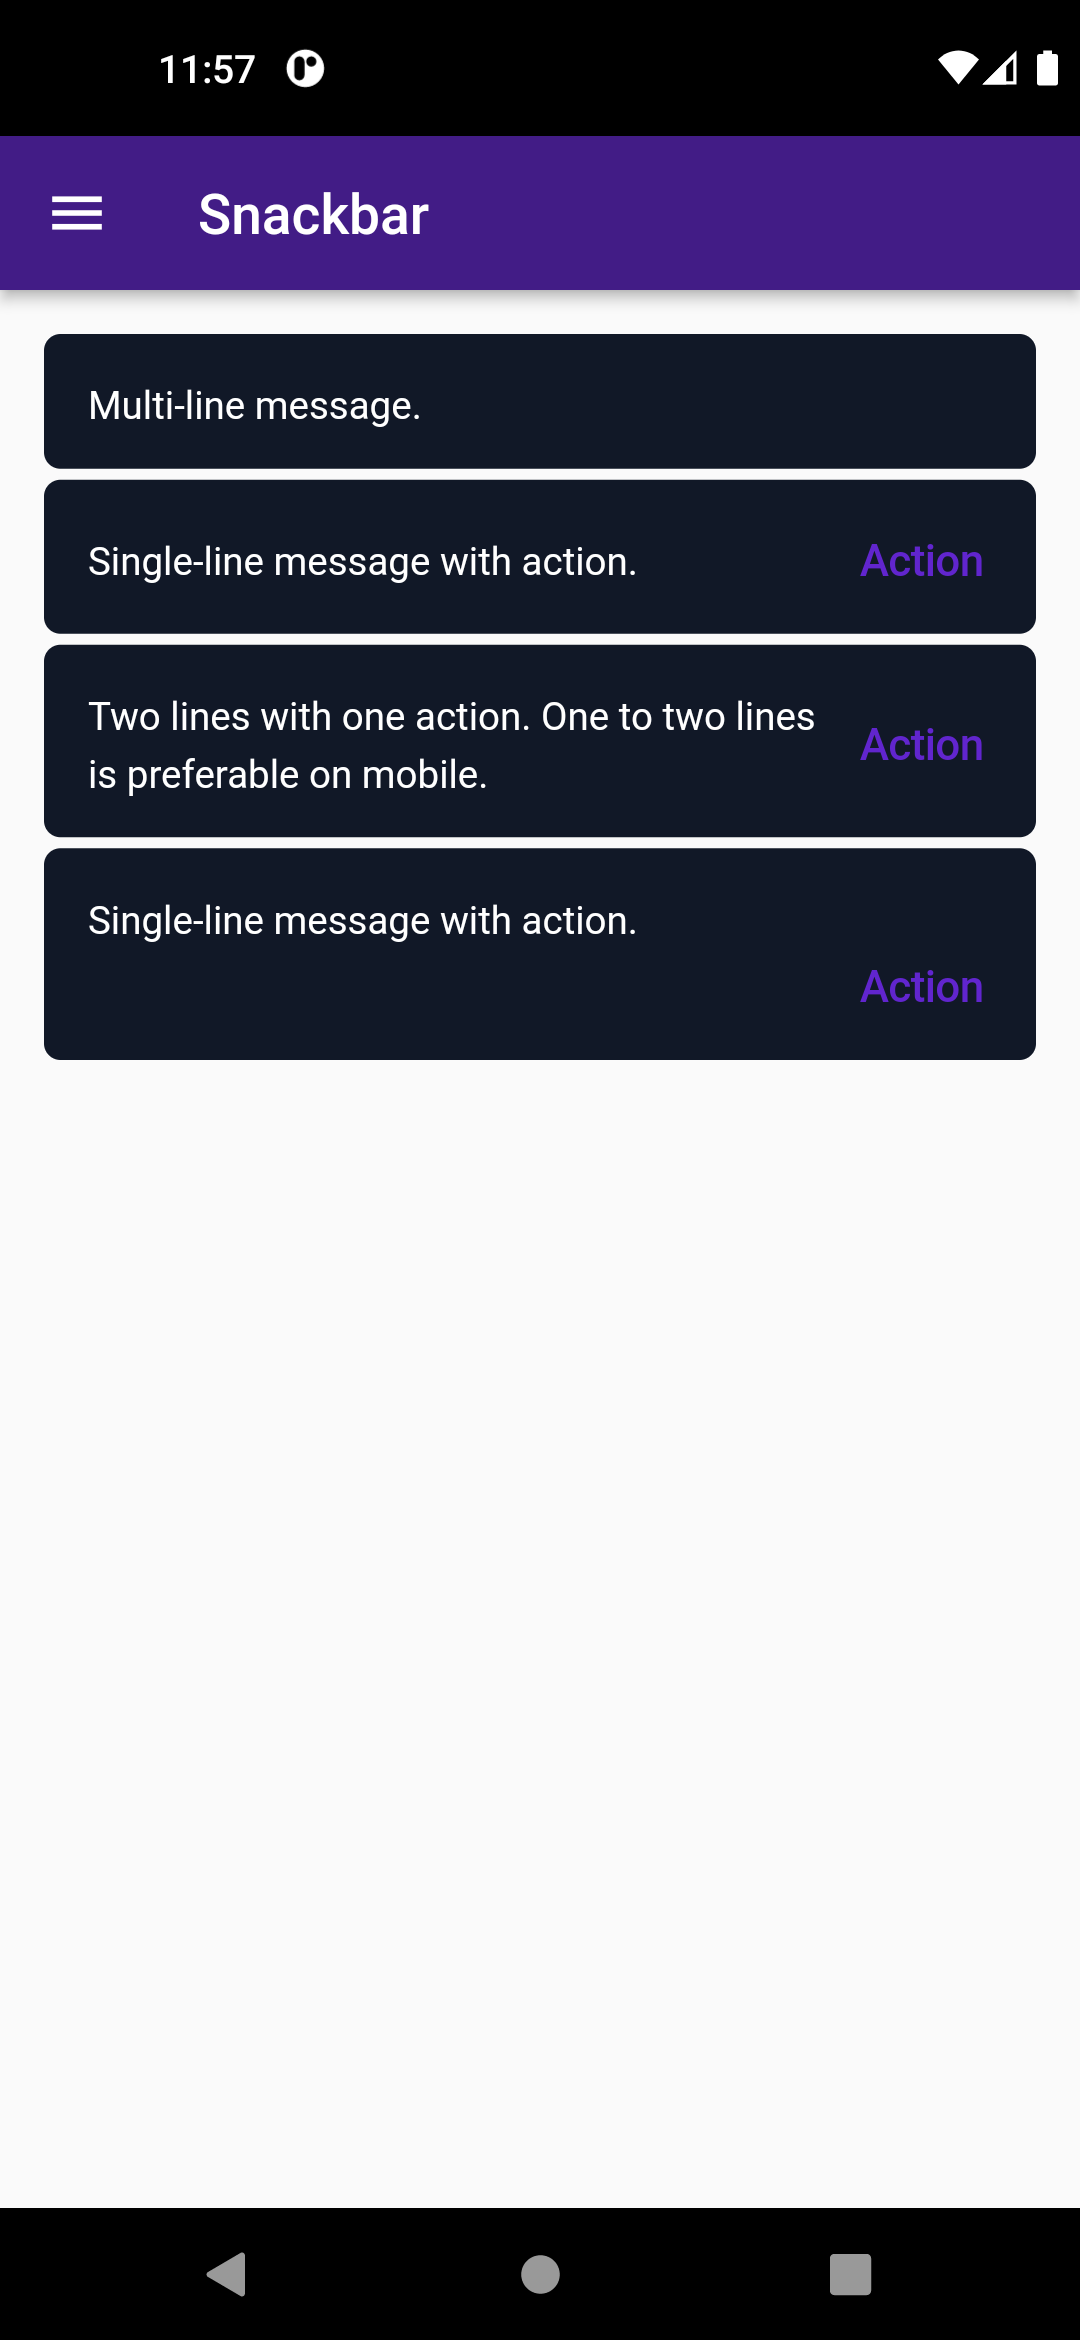 11:57
Snackbar
Multi-line message.
Single-line message with action.
Action
Two lines with one action. One to two lines
is preferable on mobile.
Action
Single-line message with action.
Action